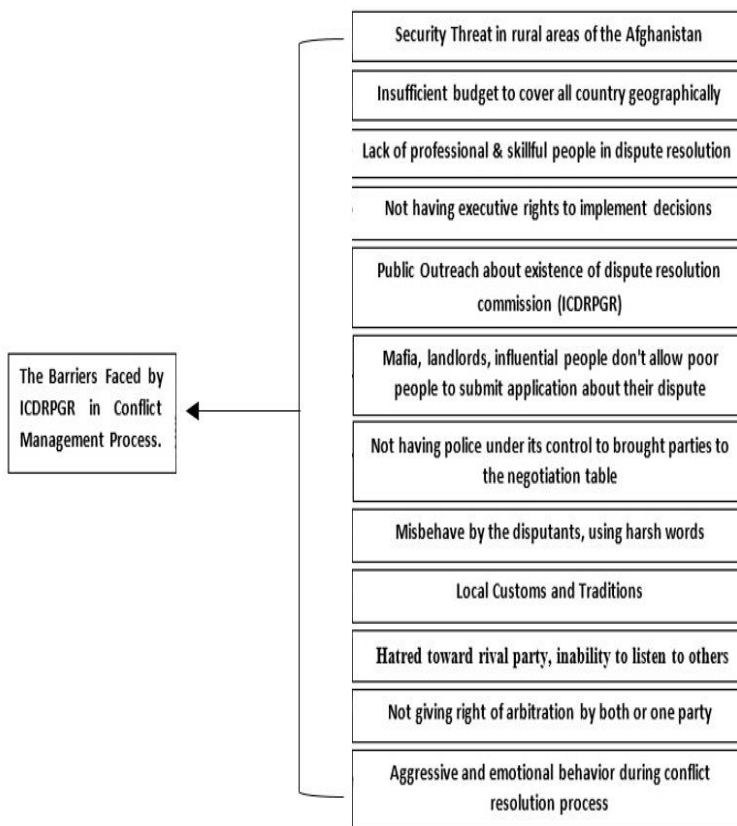 Security Threat in rural areas of the Afghanistan
Insufficient budget to cover all country geographically
Lack of professional & skillful people in dispute resolution
Not having executive rights to implement decisions
Public Outreach about existence of dispute resolution
commission (ICDRPGR)
Mafia, landlords, influential people don't allow poor
people to submit application about their dispute
Not having police under its control to brought parties to
the negotiation table
Misbehave by the disputants, using harsh words
Local Customs and Traditions
Hatred toward rival party, inability to listen to others
Not giving right of arbitration by both or one party
Aggressive and emotional behavior during conflict
resolution process
The Barriers Faced by
ICDRPGR in Conflict
Management Process.